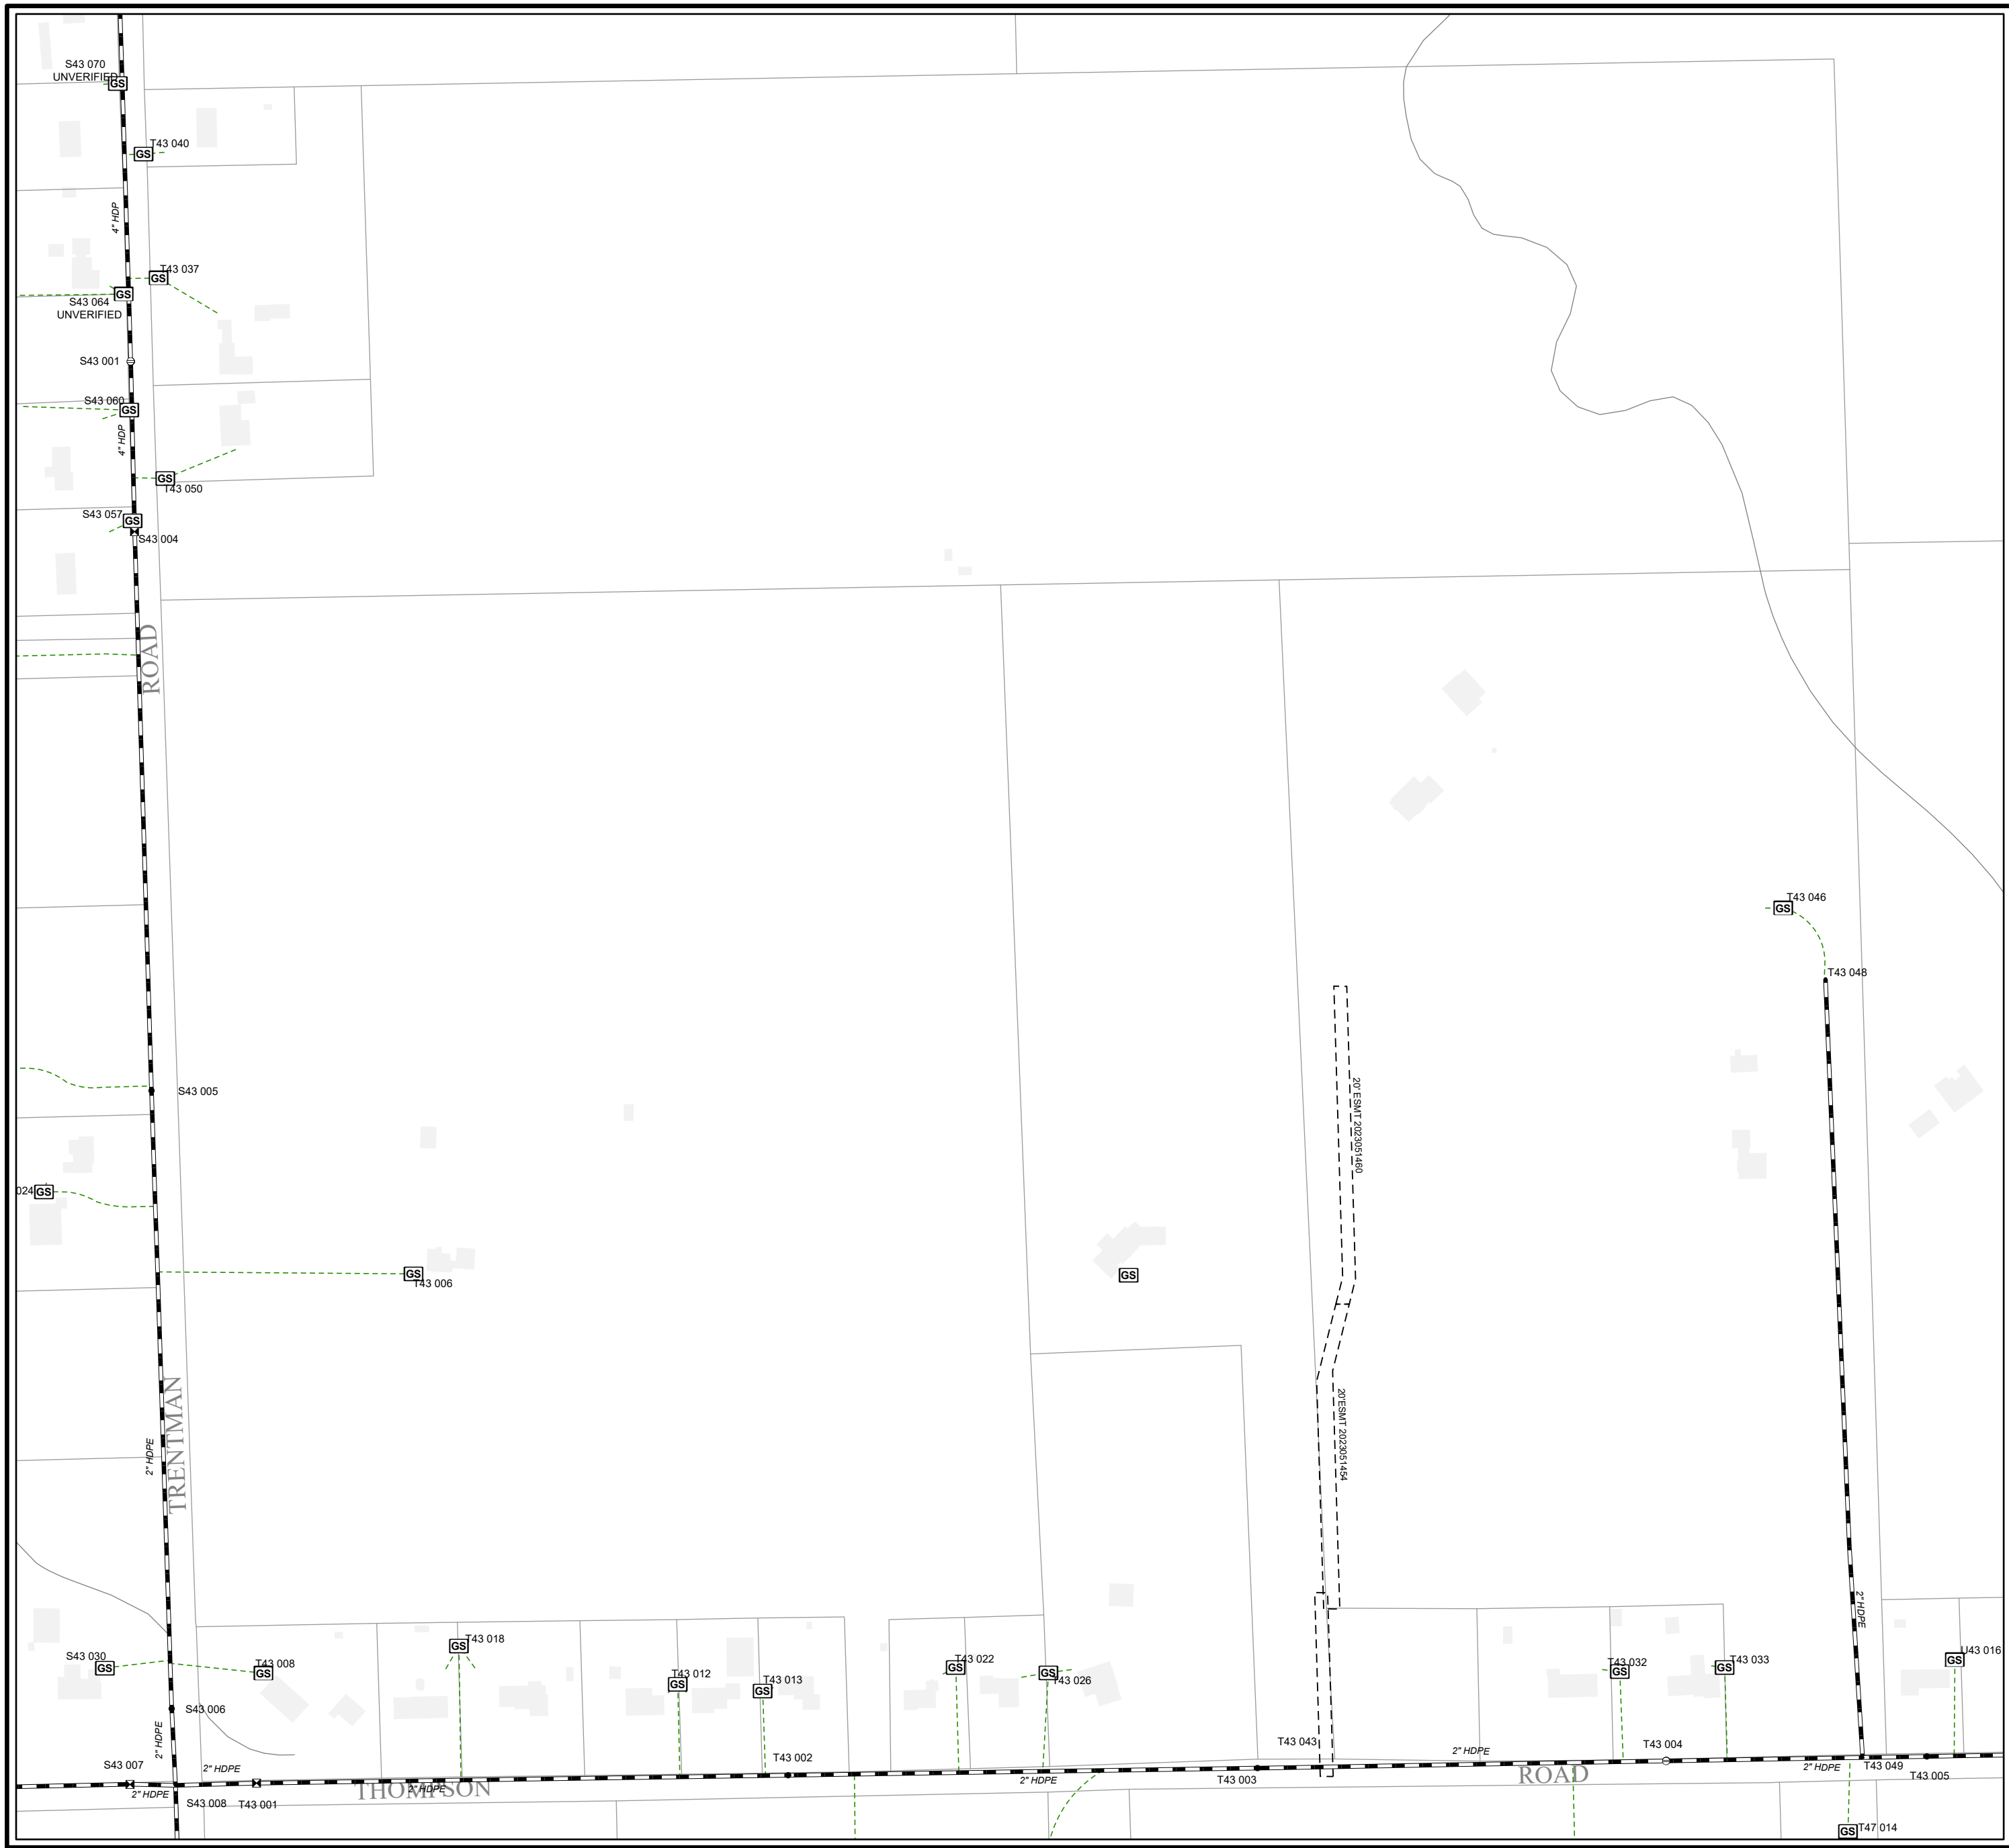 S43 070
UNVERIFIED
GS
T43 040
GS
4" HDP
T43 037
GS
GS
S43 064
UNVERIFIED
S43 001
S43 060
GS
4" HDP
GS
T43 050
S43 057
GS
S43 004
ROAD
T43 046
GS
T43 048
S43 005
20' ESMT 2023051460
024
GS
GS
T43 006
GS
TRENTMAN
2" HDPE
20'ESMT 2023051454
2" HDPE
S43 030
GS
T43 008
GS
T43 018
GS
T43 012
GS
T43 013
GS
T43 022
GS
GS
T43 026
T43 032
GS
T43 033
GS
U43 016
GS
S43 006
2" HDPE
S43 007
2" HDPE
2" HDPE
S43 008
T43 001
2" HDPE
THOMPSON
T43 002
2" HDPE
T43 003
T43 043
2" HDPE
ROAD
T43 004
2" HDPE
T43 049
T43 005
GS
T47 014